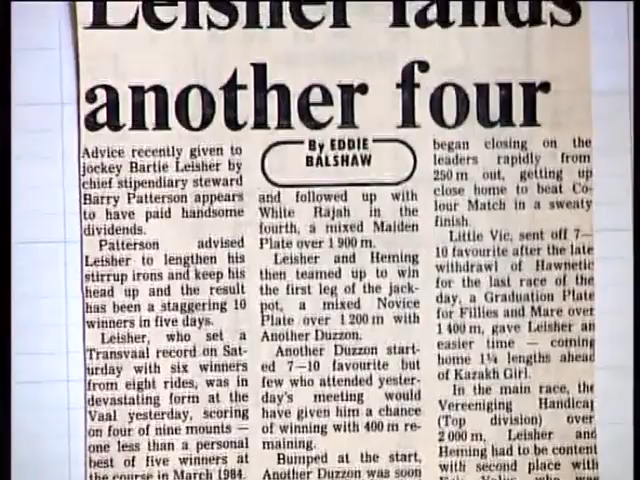 Leisher lands
another four
Advice recently given to
jockey Bartie Leisher by
chief stipendiary steward
Barry Patterson appears
to have paid handsome
dividends.
Patterson advised
Leisher to lengthen his
stirrup irons and keep his
head up and the result
has been a staggering 10
winners in five days.
Leisher, who set a
Transvaal record on Sat-
urday with six winners
from eight rides, was in
devastating form at the
Vaal yesterday, scoring
on four of nine mounts —
one less than a personal
best of five winners at
the course in March 1984.
By EDDIE
BALSHAW
and followed up with
White Rajah in the
fourth, a mixed Maiden
Plate over 1 900 m.
Leisher and Heming
then teamed up to win
the first leg of the jack-
pot, a mixed Novice
Plate over 1 200 m with
Another Duzzon.
Another Duzzon start-
ed 7—10 favourite but
few who attended yester-
day's meeting would
have given him a chance
of winning with 400 m re-
maining.
Bumped at the start,
Another Duzzon was soon
began closing on the
leaders rapidly from
250 m out, getting up
close home to beat Co-
lour Match in a sweaty
finish.
Little Vic, sent off 7—
10 favourite after the late
withdrawal of Hawnetic
for the last race of the
day, a Graduation Plate
for Fillies and Mare over
1 400 m, gave Leisher an
easier time — coming
home 1¼ lengths ahead
of Kazakh Girl.
In the main race, the
Vereeniging Handicap
(Top division) over
2 000 m, Leisher and
Heming had to be content
with second place with